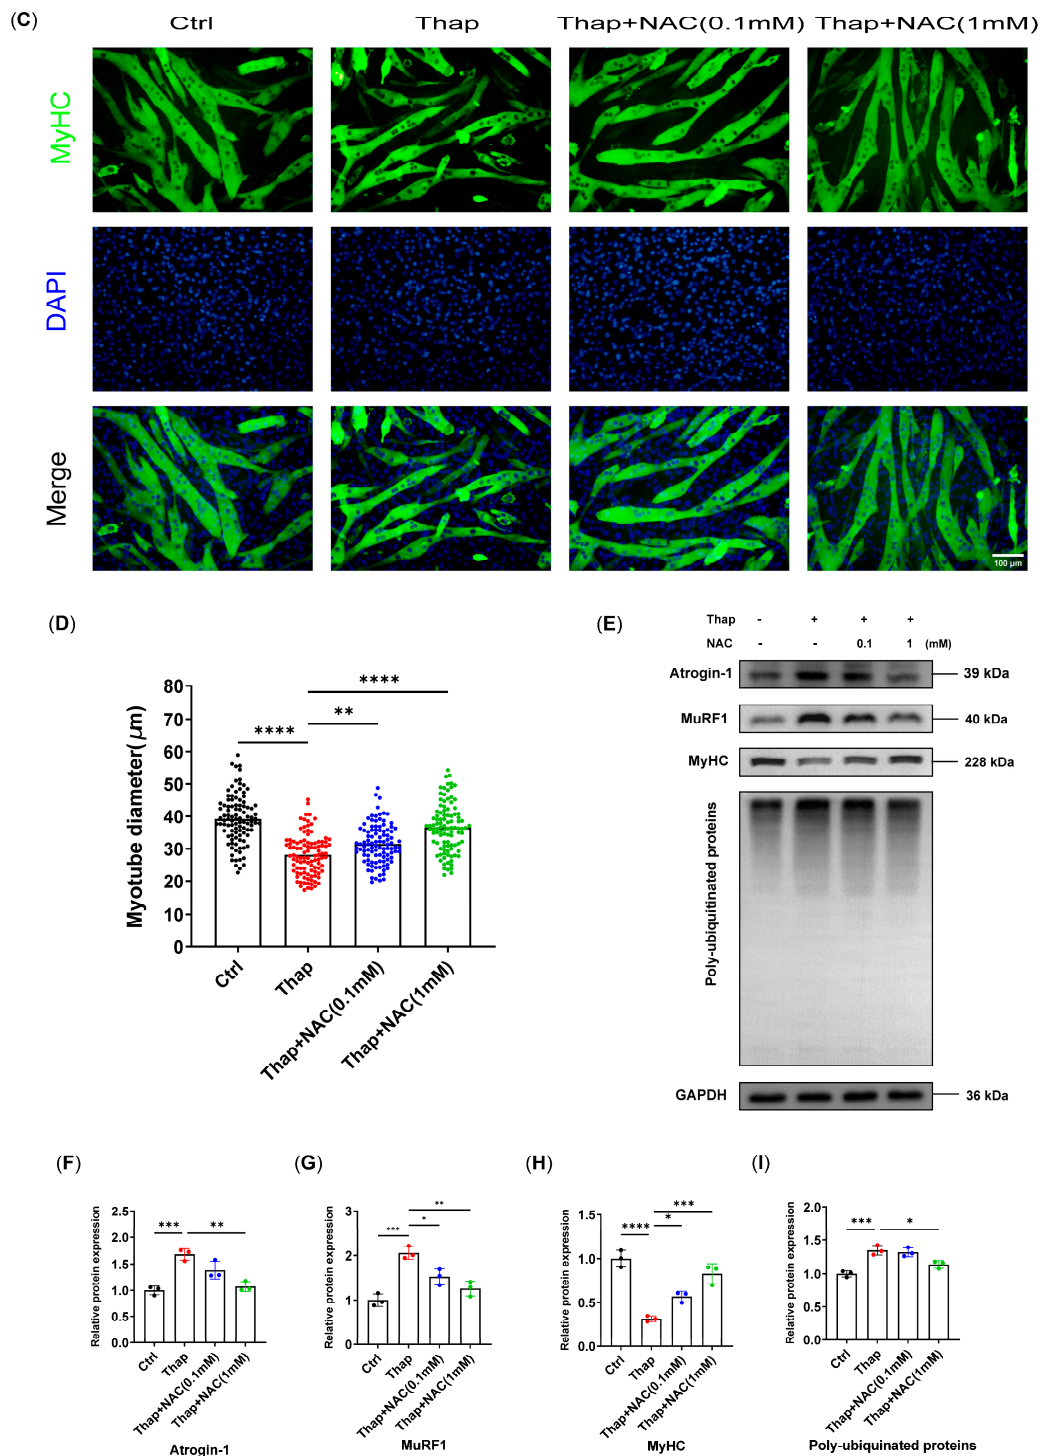 (C)
Ctrl Thap Thap+NAC(0.1mM) Thap+NAC(1mM)
MyHC
DAPI
Merge
100 µm
(D)
Myotube diameter(µm)
80
70
60
50
40
30
20
10
0
**** ** ****
Ctrl
Thap
Thap+NAC(0.1mM)
Thap+NAC(1mM)
(E)
Thap - + + +
NAC - - 0.1 1 (mM)
Atrogin-1 39 kDa
MuRF1 40 kDa
MyHC 228 kDa
Poly-ubiquitinated proteins
GAPDH 36 kDa
(F)
Relative protein expression
2.5
2.0
1.5
1.0
0.5
0.0
*** **
Ctrl
Thap
Thap+NAC(0.1mM)
Thap+NAC(1mM)
Atrogin-1
(G)
Relative protein expression
3
2
1
0
*** * **
Ctrl
Thap
Thap+NAC(0.1mM)
Thap+NAC(1mM)
MuRF1
(H)
Relative protein expression
1.5
1.0
0.5
0.0
**** * ***
Ctrl
Thap
Thap+NAC(0.1mM)
Thap+NAC(1mM)
MyHC
(I)
Relative protein expression
2.0
1.5
1.0
0.5
0.0
*** *
Ctrl
Thap
Thap+NAC(0.1mM)
Thap+NAC(1mM)
Poly-ubiquinated proteins